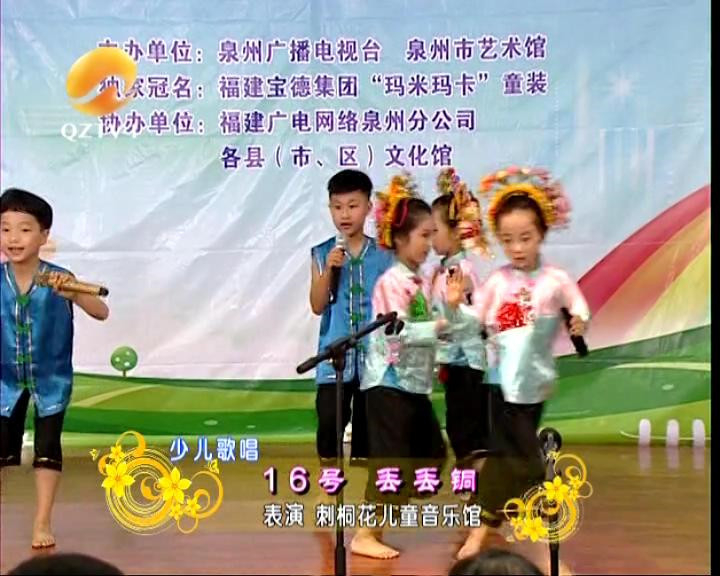 主办单位：泉州广播电视台 泉州市艺术馆
独家冠名：福建宝德集团“玛米玛卡”童装
QZTV
协办单位：福建广电网络泉州分公司
各县（市、区）文化馆
少儿歌唱
16号 丢丢铜
表演 刺桐花儿童音乐馆